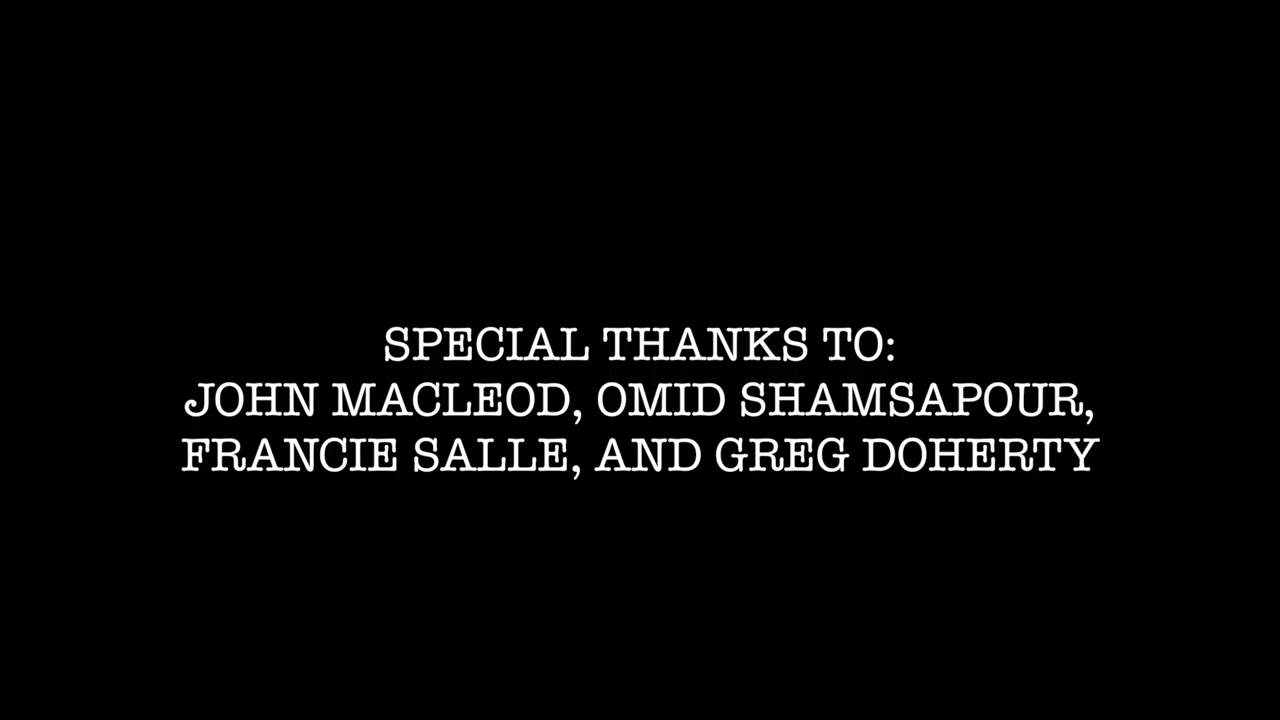 SPECIAL THANKS TO:
JOHN MACLEOD, OMID SHAMSAPOUR,
FRANCIE SALLE, AND GREG DOHERTY